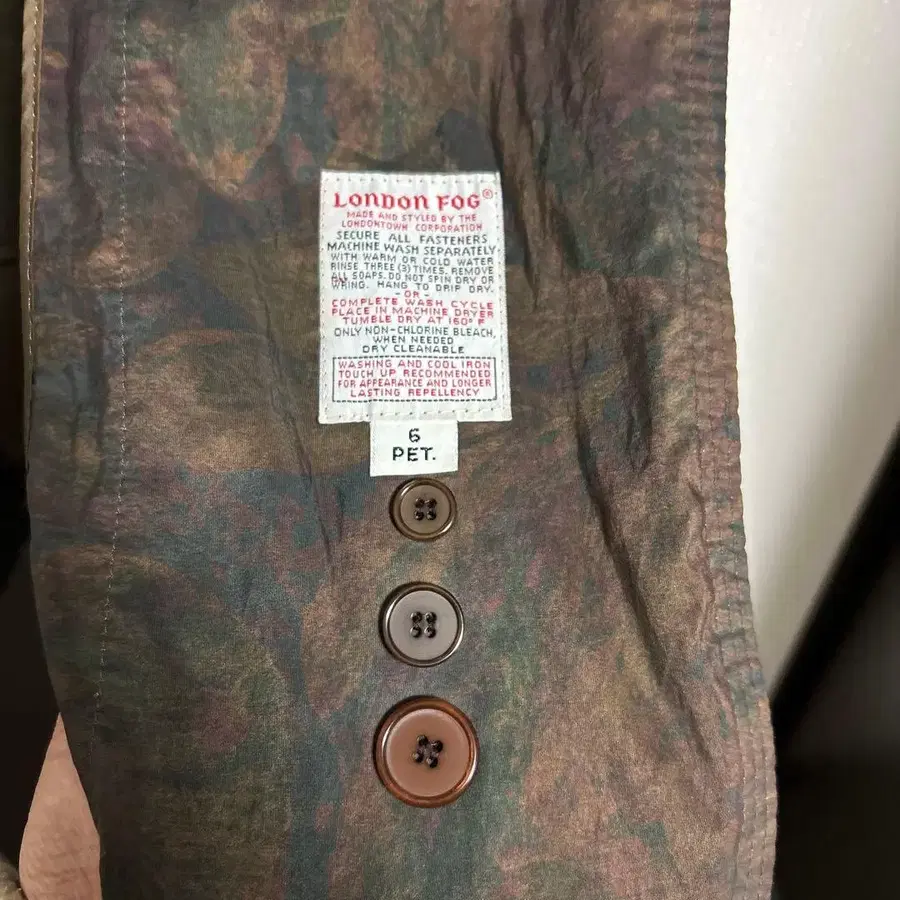 LONDON FOG®
MADE AND STYLED BY THE
LONDONTOWN CORPORATION
SECURE ALL FASTENERS
MACHINE WASH SEPARATELY
WITH WARM OR COLD WATER
RINSE THREE (3) TIMES. REMOVE
ALL SOAPS. DO NOT SPIN DRY OR
WRING. HANG TO DRIP DRY.
- OR -
COMPLETE WASH CYCLE
PLACE IN MACHINE DRYER
TUMBLE DRY AT 160° F
ONLY NON-CHLORINE BLEACH,
WHEN NEEDED
DRY CLEANABLE
WASHING AND COOL IRON
TOUCH UP RECOMMENDED
FOR APPEARANCE AND LONGER
LASTING REPELLENCY
6
PET.